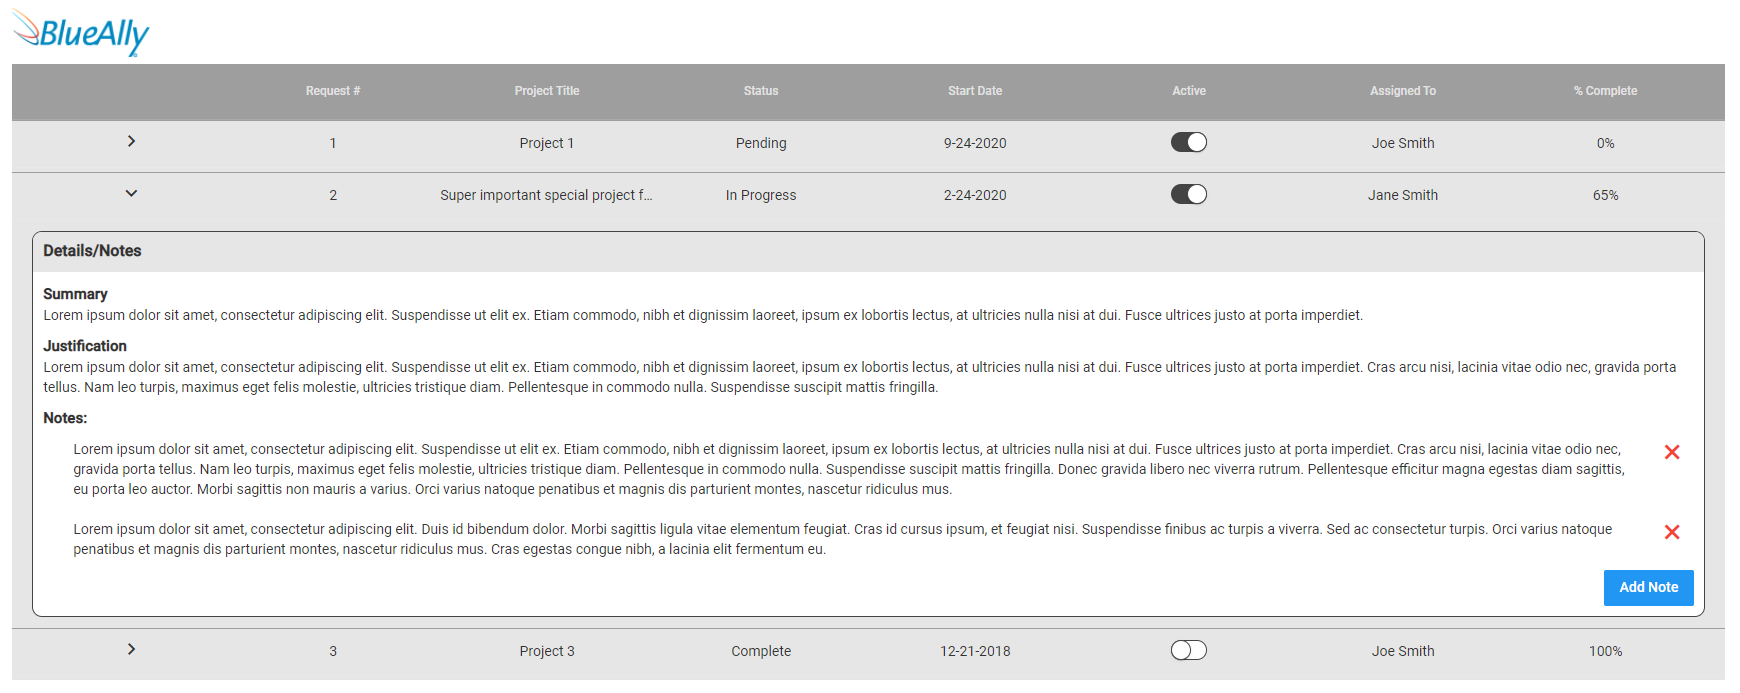 BlueAlly
Request # Project Title Status Start Date Active Assigned To % Complete
1 Project 1 Pending 9-24-2020 Joe Smith 0%
2 Super important special project f... In Progress 2-24-2020 Jane Smith 65%
Details/Notes
Summary
Lorem ipsum dolor sit amet, consectetur adipiscing elit. Suspendisse ut elit ex. Etiam commodo, nibh et dignissim laoreet, ipsum ex lobortis lectus, at ultricies nulla nisi at dui. Fusce ultrices justo at porta imperdiet.
Justification
Lorem ipsum dolor sit amet, consectetur adipiscing elit. Suspendisse ut elit ex. Etiam commodo, nibh et dignissim laoreet, ipsum ex lobortis lectus, at ultricies nulla nisi at dui. Fusce ultrices justo at porta imperdiet. Cras arcu nisi, lacinia vitae odio nec, gravida porta
tellus. Nam leo turpis, maximus eget felis molestie, ultricies tristique diam. Pellentesque in commodo nulla. Suspendisse suscipit mattis fringilla.
Notes:
Lorem ipsum dolor sit amet, consectetur adipiscing elit. Suspendisse ut elit ex. Etiam commodo, nibh et dignissim laoreet, ipsum ex lobortis lectus, at ultricies nulla nisi at dui. Fusce ultrices justo at porta imperdiet. Cras arcu nisi, lacinia vitae odio nec,
gravida porta tellus. Nam leo turpis, maximus eget felis molestie, ultricies tristique diam. Pellentesque in commodo nulla. Suspendisse suscipit mattis fringilla. Donec gravida libero nec viverra rutrum. Pellentesque efficitur magna egestas diam sagittis,
eu porta leo auctor. Morbi sagittis non mauris a varius. Orci varius natoque penatibus et magnis dis parturient montes, nascetur ridiculus mus.
Lorem ipsum dolor sit amet, consectetur adipiscing elit. Duis id bibendum dolor. Morbi sagittis ligula vitae elementum feugiat. Cras id cursus ipsum, et feugiat nisi. Suspendisse finibus ac turpis a viverra. Sed ac consectetur turpis. Orci varius natoque
penatibus et magnis dis parturient montes, nascetur ridiculus mus. Cras egestas congue nibh, a lacinia elit fermentum eu.
Add Note
3 Project 3 Complete 12-21-2018 Joe Smith 100%